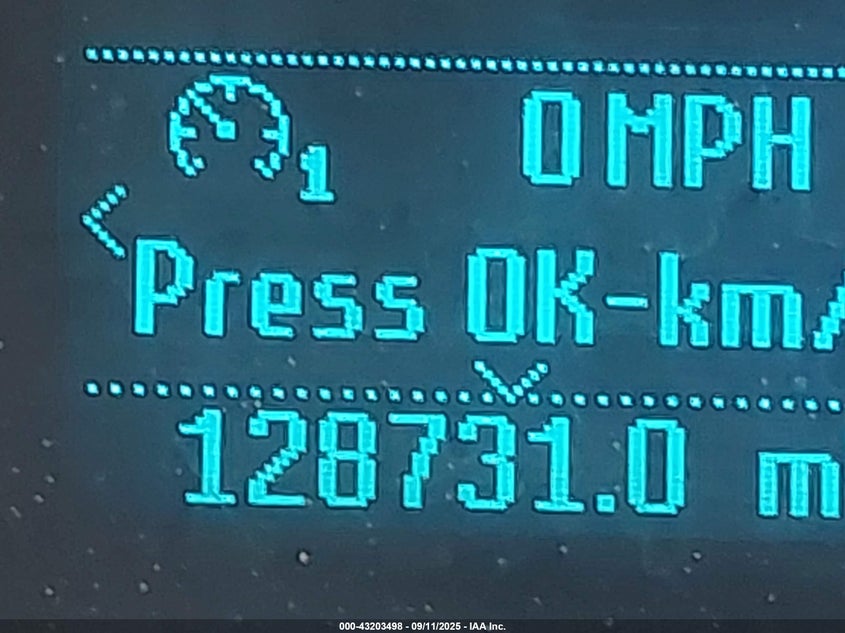 1 0 MPH
Press OK-km/
128731.0 m
000-43203498 - 09/11/2025 - IAA Inc.